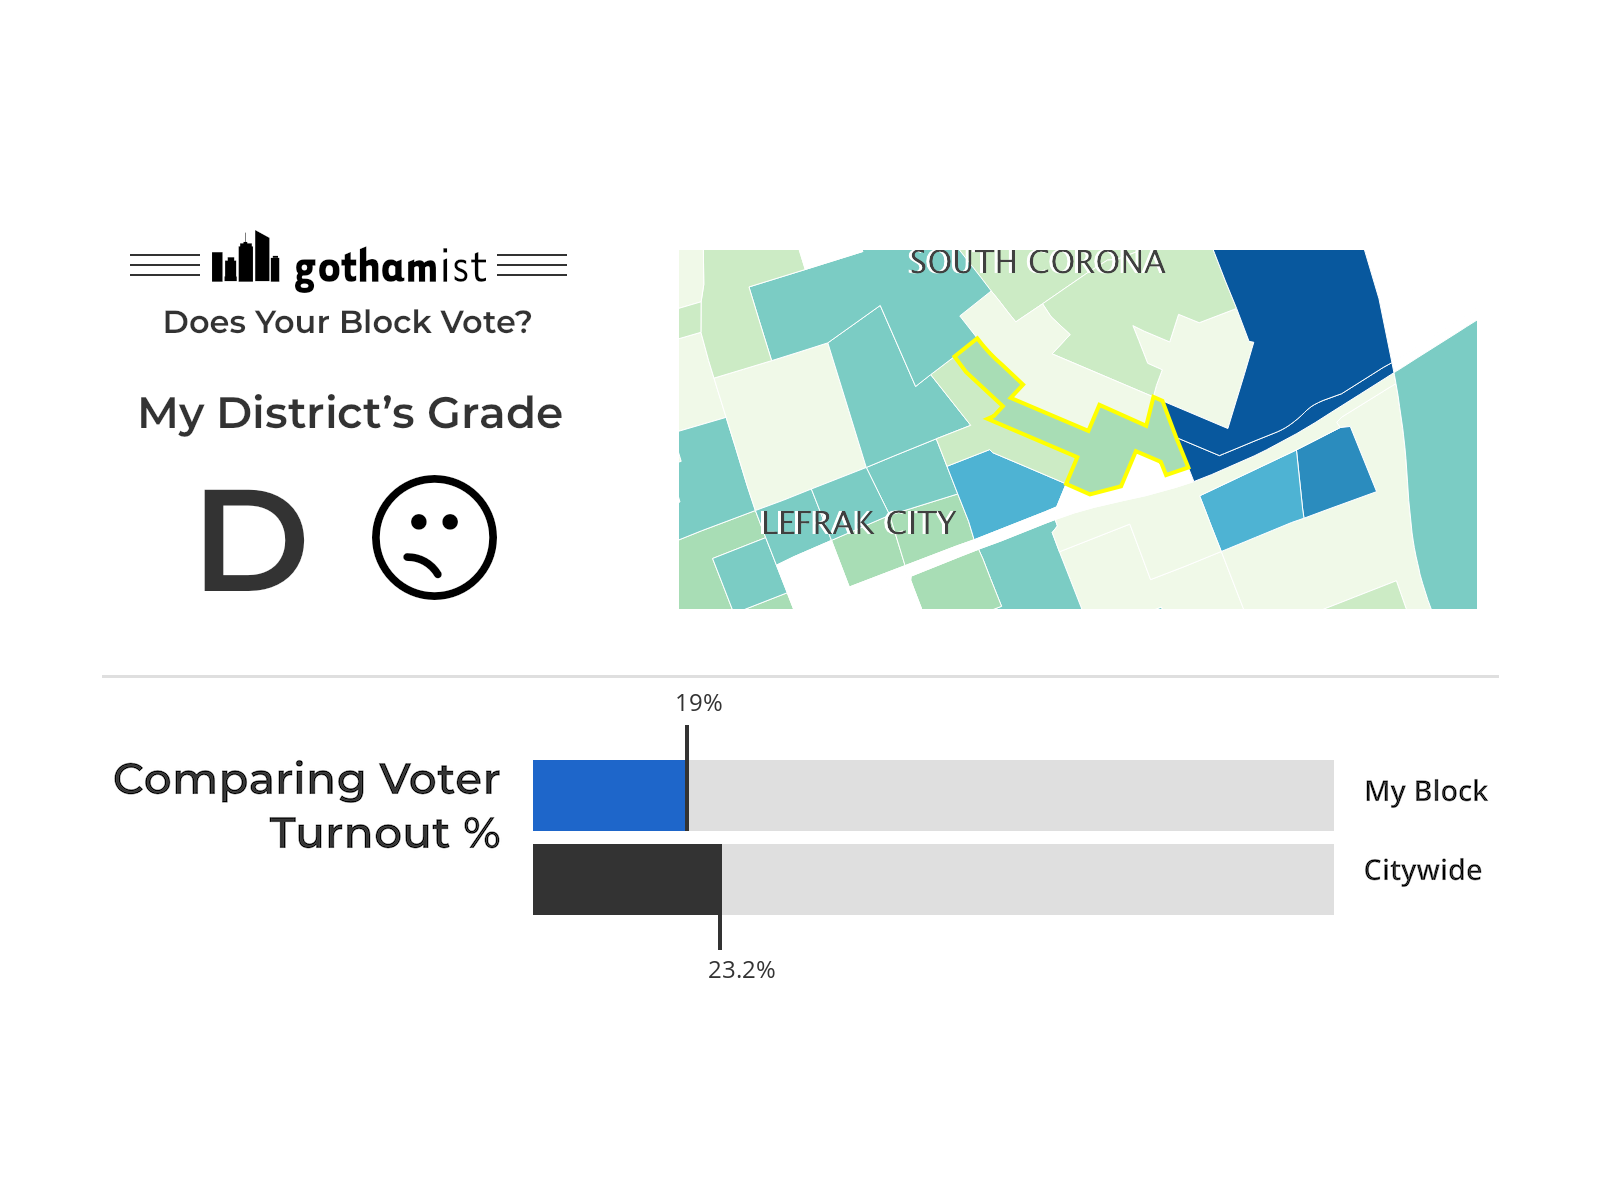 gothamist
Does Your Block Vote?
My District’s Grade
D
SOUTH CORONA
LEFRAK CITY
19%
Comparing Voter
Turnout %
My Block
Citywide
23.2%